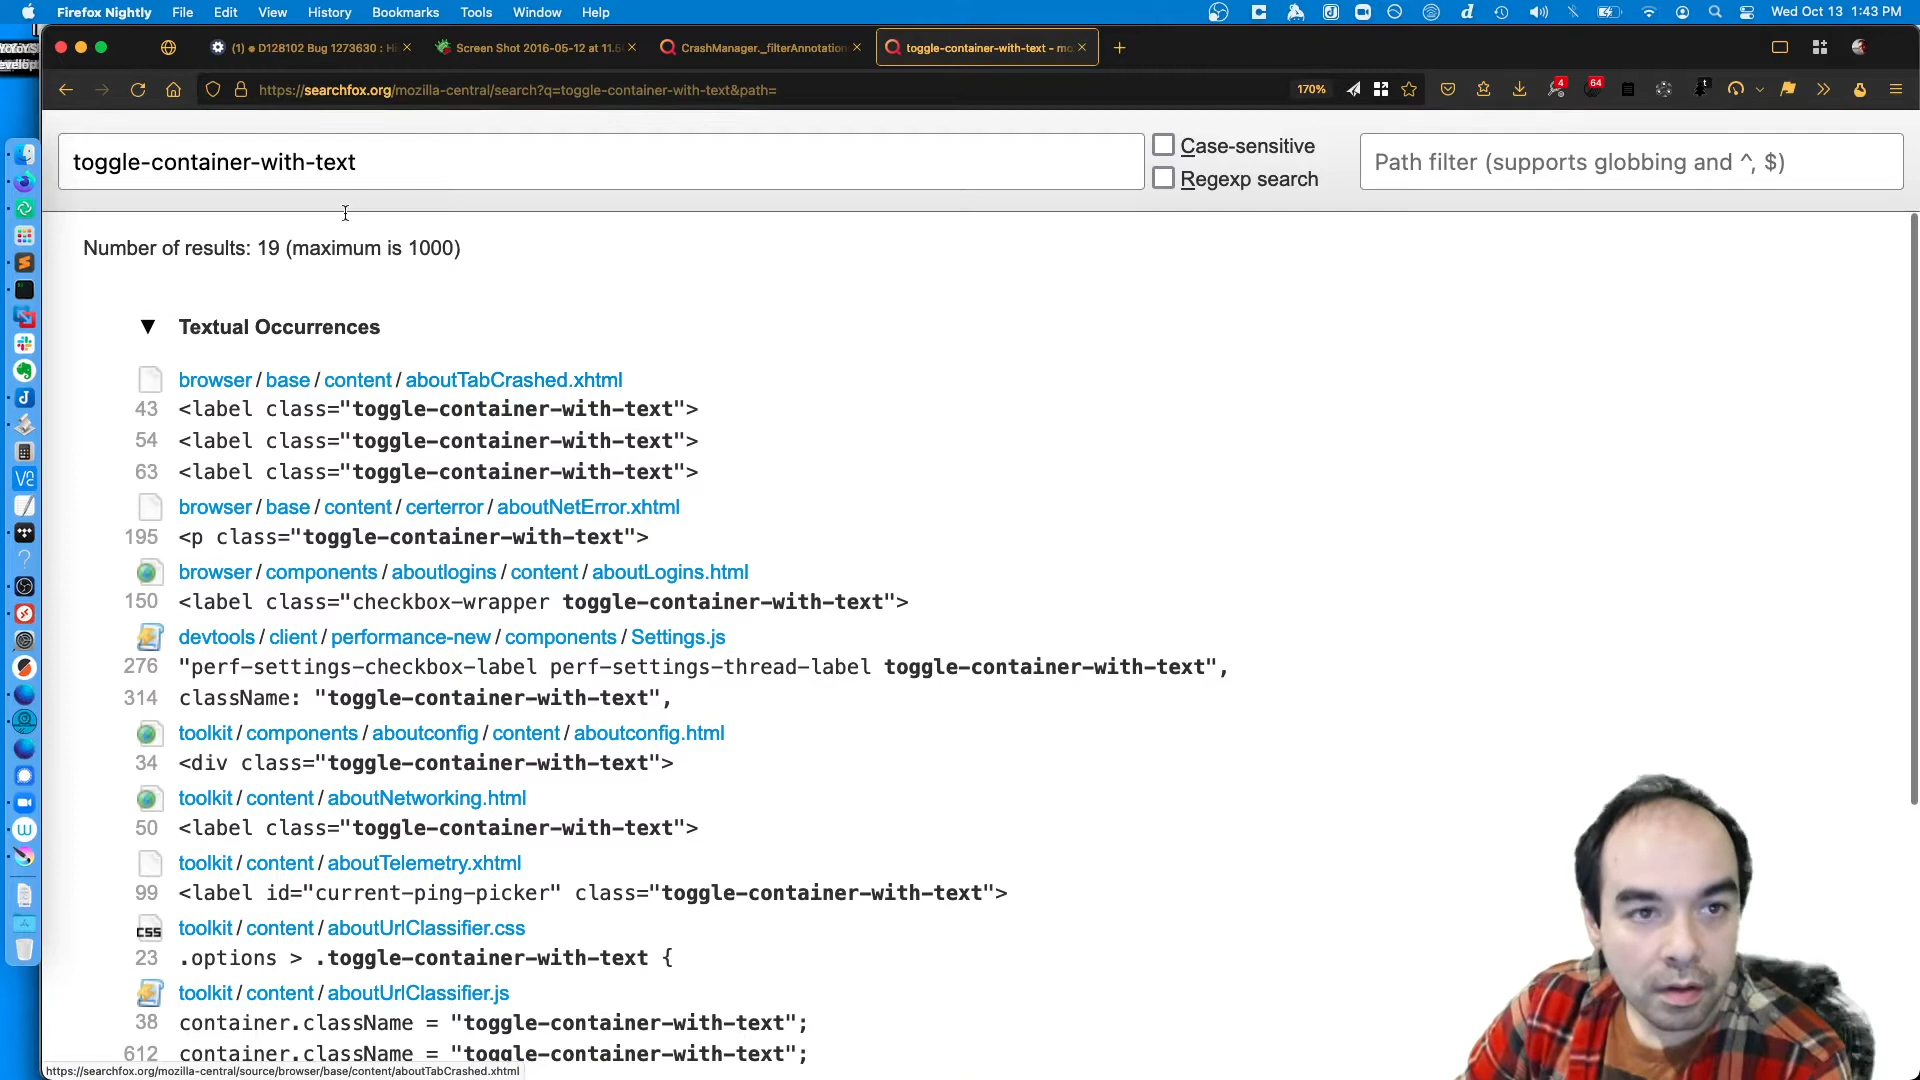 Firefox Nightly File Edit View History Bookmarks Tools Window Help
Wed Oct 13 1:43 PM
(1) ● D128102 Bug 1273630 : Hi
Screen Shot 2016-05-12 at 11.5
CrashManager._filterAnnotation
toggle-container-with-text - mo
https://searchfox.org/mozilla-central/search?q=toggle-container-with-text&path=
170%
4
64
toggle-container-with-text
Case-sensitive
Regexp search
Path filter (supports globbing and ^, $)
Number of results: 19 (maximum is 1000)
▼ Textual Occurrences
browser / base / content / aboutTabCrashed.xhtml
43 <label class="toggle-container-with-text">
54 <label class="toggle-container-with-text">
63 <label class="toggle-container-with-text">
browser / base / content / certerror / aboutNetError.xhtml
195 <p class="toggle-container-with-text">
browser / components / aboutlogins / content / aboutLogins.html
150 <label class="checkbox-wrapper toggle-container-with-text">
devtools / client / performance-new / components / Settings.js
276 "perf-settings-checkbox-label perf-settings-thread-label toggle-container-with-text",
314 className: "toggle-container-with-text",
toolkit / components / aboutconfig / content / aboutconfig.html
34 <div class="toggle-container-with-text">
toolkit / content / aboutNetworking.html
50 <label class="toggle-container-with-text">
toolkit / content / aboutTelemetry.xhtml
99 <label id="current-ping-picker" class="toggle-container-with-text">
css toolkit / content / aboutUrlClassifier.css
23 .options > .toggle-container-with-text {
toolkit / content / aboutUrlClassifier.js
38 container.className = "toggle-container-with-text";
612 container.className = "toggle-container-with-text";
https://searchfox.org/mozilla-central/source/browser/base/content/aboutTabCrashed.xhtml